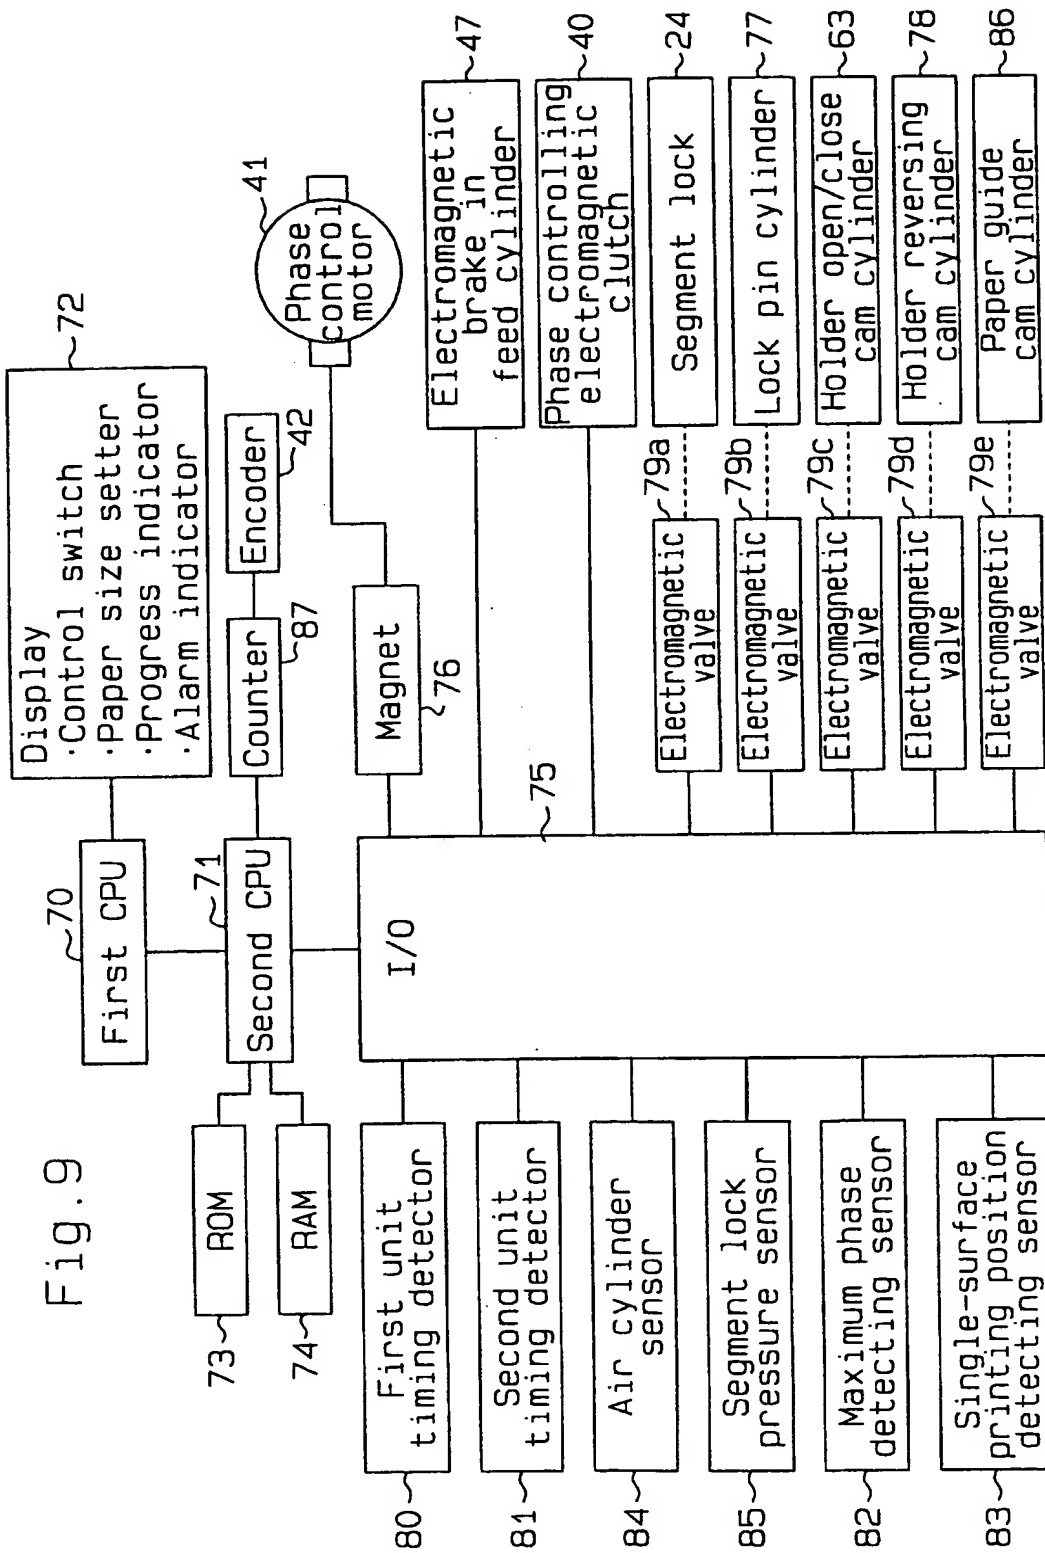 Fig.9
70
First CPU
72
Display
·Control switch
·Paper size setter
·Progress indicator
·Alarm indicator
73
ROM
74
RAM
71
Second CPU
Counter
87
Encoder
42
41
Phase
control
motor
Magnet
76
75
I/O
80
First unit
timing detector
81
Second unit
timing detector
84
Air cylinder
sensor
85
Segment lock
pressure sensor
82
Maximum phase
detecting sensor
83
Single-surface
printing position
detecting sensor
Electromagnetic
brake in
feed cylinder
47
Phase controlling
electromagnetic
clutch
40
Electromagnetic
valve
79a
Segment lock
24
Electromagnetic
valve
79b
Lock pin cylinder
77
Electromagnetic
valve
79c
Holder open/close
cam cylinder
63
Electromagnetic
valve
79d
Holder reversing
cam cylinder
78
Electromagnetic
valve
79e
Paper guide
cam cylinder
86